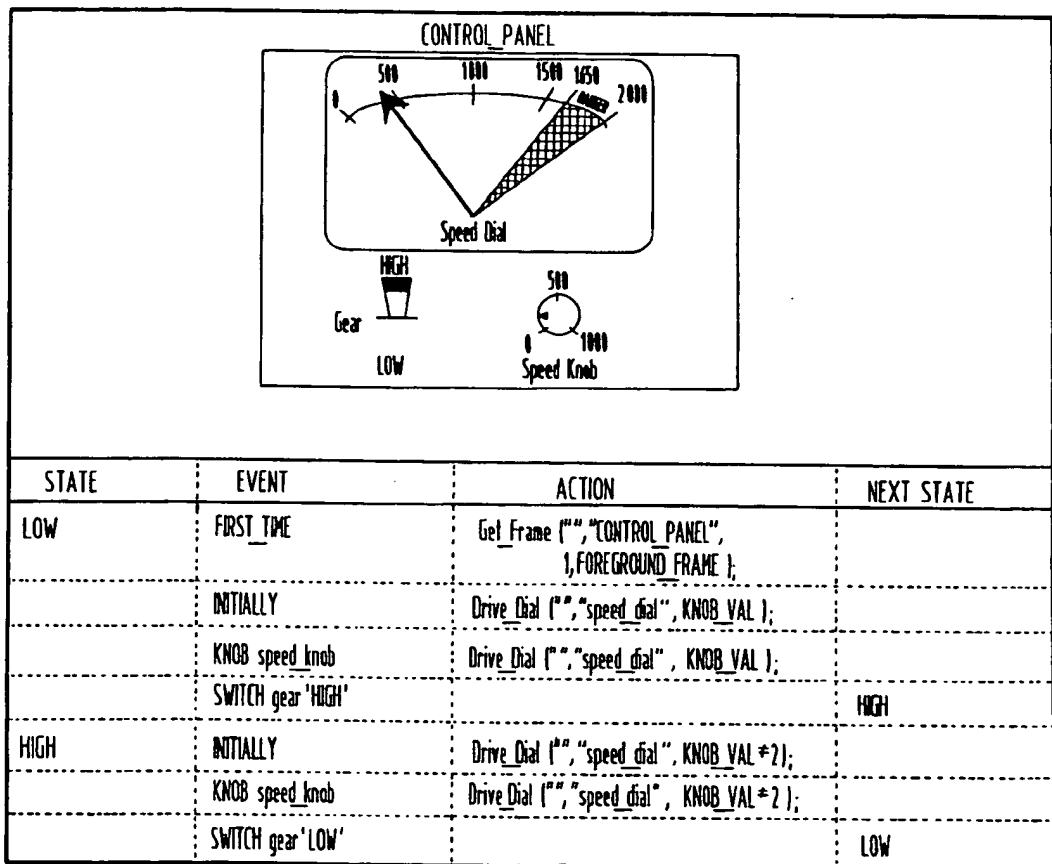 CONTROL_PANEL
0 500 1000 1500 1650 2000
DANGER
Speed Dial
HIGH
Gear
LOW
500
0 1000
Speed Knob
STATE EVENT ACTION NEXT STATE
LOW FIRST_TIME Get_Frame ("","CONTROL_PANEL",
1,FOREGROUND_FRAME );
INITIALLY Drive_Dial ("","speed_dial", KNOB_VAL );
KNOB speed_knob Drive_Dial ("","speed_dial" , KNOB_VAL );
SWITCH gear 'HIGH' HIGH
HIGH INITIALLY Drive_Dial ("","speed_dial", KNOB_VAL *2);
KNOB speed_knob Drive_Dial ("","speed_dial", KNOB_VAL*2 );
SWITCH gear 'LOW' LOW